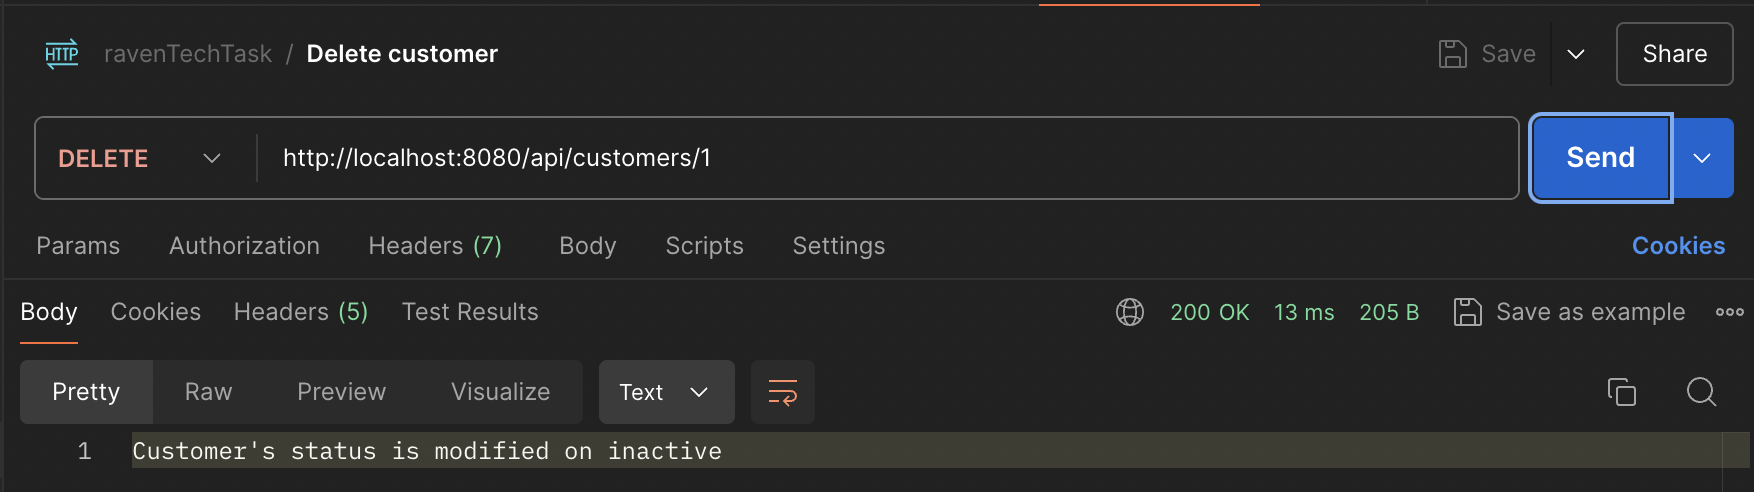 HTTP ravenTechTask / Delete customer Save Share
DELETE http://localhost:8080/api/customers/1 Send
Params Authorization Headers (7) Body Scripts Settings Cookies
Body Cookies Headers (5) Test Results 200 OK 13 ms 205 B Save as example
Pretty Raw Preview Visualize Text
1 Customer's status is modified on inactive